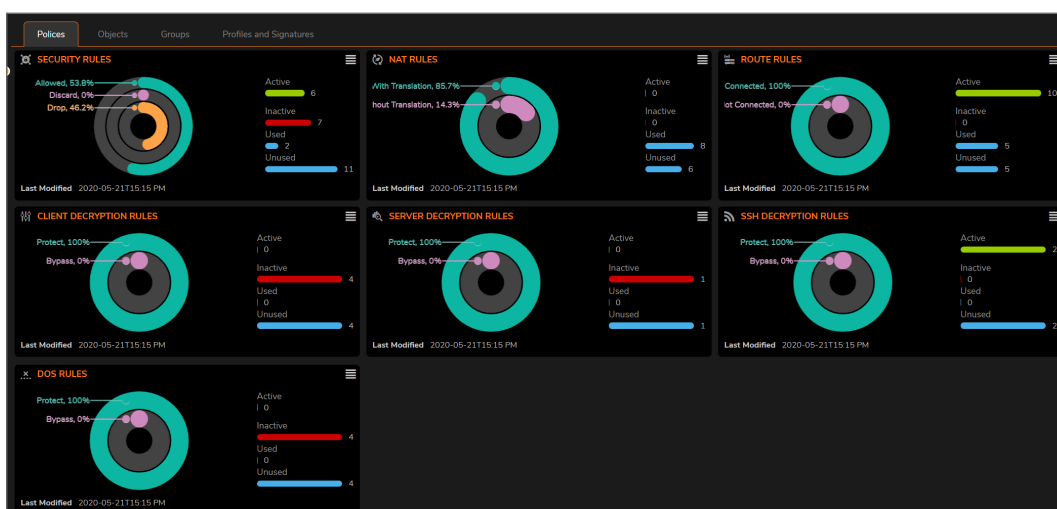 Polices Objects Groups Profiles and Signatures
SECURITY RULES
Allowed, 53.8%
Discard, 0%
Drop, 46.2%
Active
6
Inactive
7
Used
2
Unused
11
Last Modified 2020-05-21T15:15 PM
NAT RULES
With Translation, 85.7%
hout Translation, 14.3%
Active
0
Inactive
0
Used
8
Unused
6
Last Modified 2020-05-21T15:15 PM
ROUTE RULES
Connected, 100%
ot Connected, 0%
Active
10
Inactive
0
Used
5
Unused
5
Last Modified 2020-05-21T15:15 PM
CLIENT DECRYPTION RULES
Protect, 100%
Bypass, 0%
Active
0
Inactive
4
Used
0
Unused
4
Last Modified 2020-05-21T15:15 PM
SERVER DECRYPTION RULES
Protect, 100%
Bypass, 0%
Active
0
Inactive
1
Used
0
Unused
1
Last Modified 2020-05-21T15:15 PM
SSH DECRYPTION RULES
Protect, 100%
Bypass, 0%
Active
2
Inactive
0
Used
0
Unused
2
Last Modified 2020-05-21T15:15 PM
DOS RULES
Protect, 100%
Bypass, 0%
Active
0
Inactive
4
Used
0
Unused
4
Last Modified 2020-05-21T15:15 PM